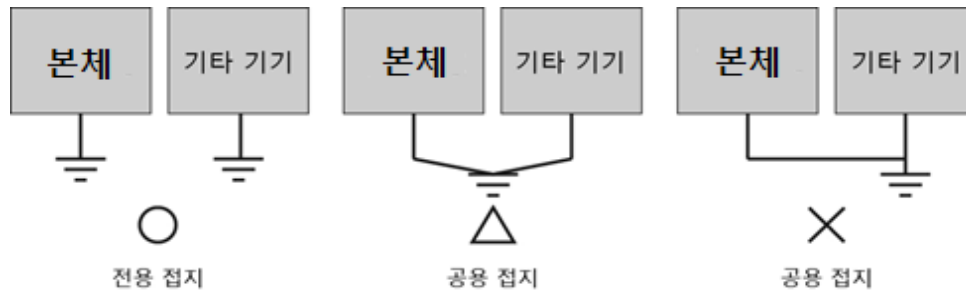 본체 기타 기기 본체 기타 기기 본체 기타 기기
전용 접지 공용 접지 공용 접지